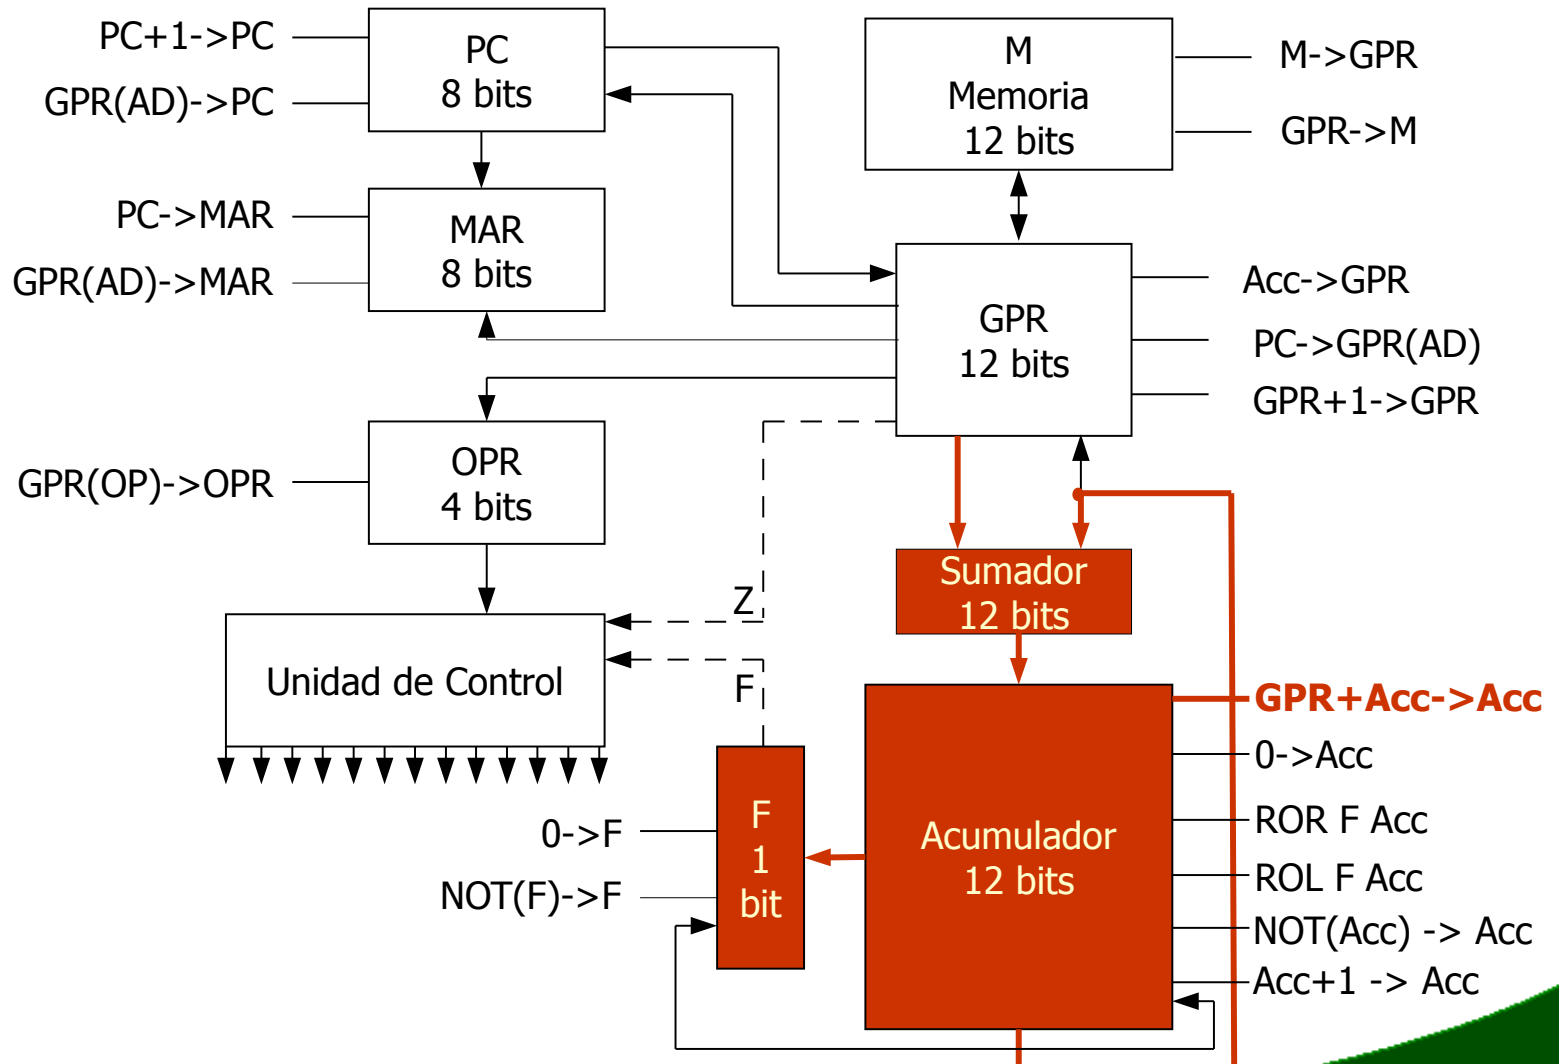 PC+1->PC
GPR(AD)->PC
PC
8 bits
M
Memoria
12 bits
M->GPR
GPR->M
PC->MAR
GPR(AD)->MAR
MAR
8 bits
GPR
12 bits
Acc->GPR
PC->GPR(AD)
GPR+1->GPR
GPR(OP)->OPR
OPR
4 bits
Sumador
12 bits
Z
F
Unidad de Control
GPR+Acc->Acc
0->Acc
ROR F Acc
ROL F Acc
NOT(Acc) -> Acc
Acc+1 -> Acc
0->F
NOT(F)->F
F
1
bit
Acumulador
12 bits